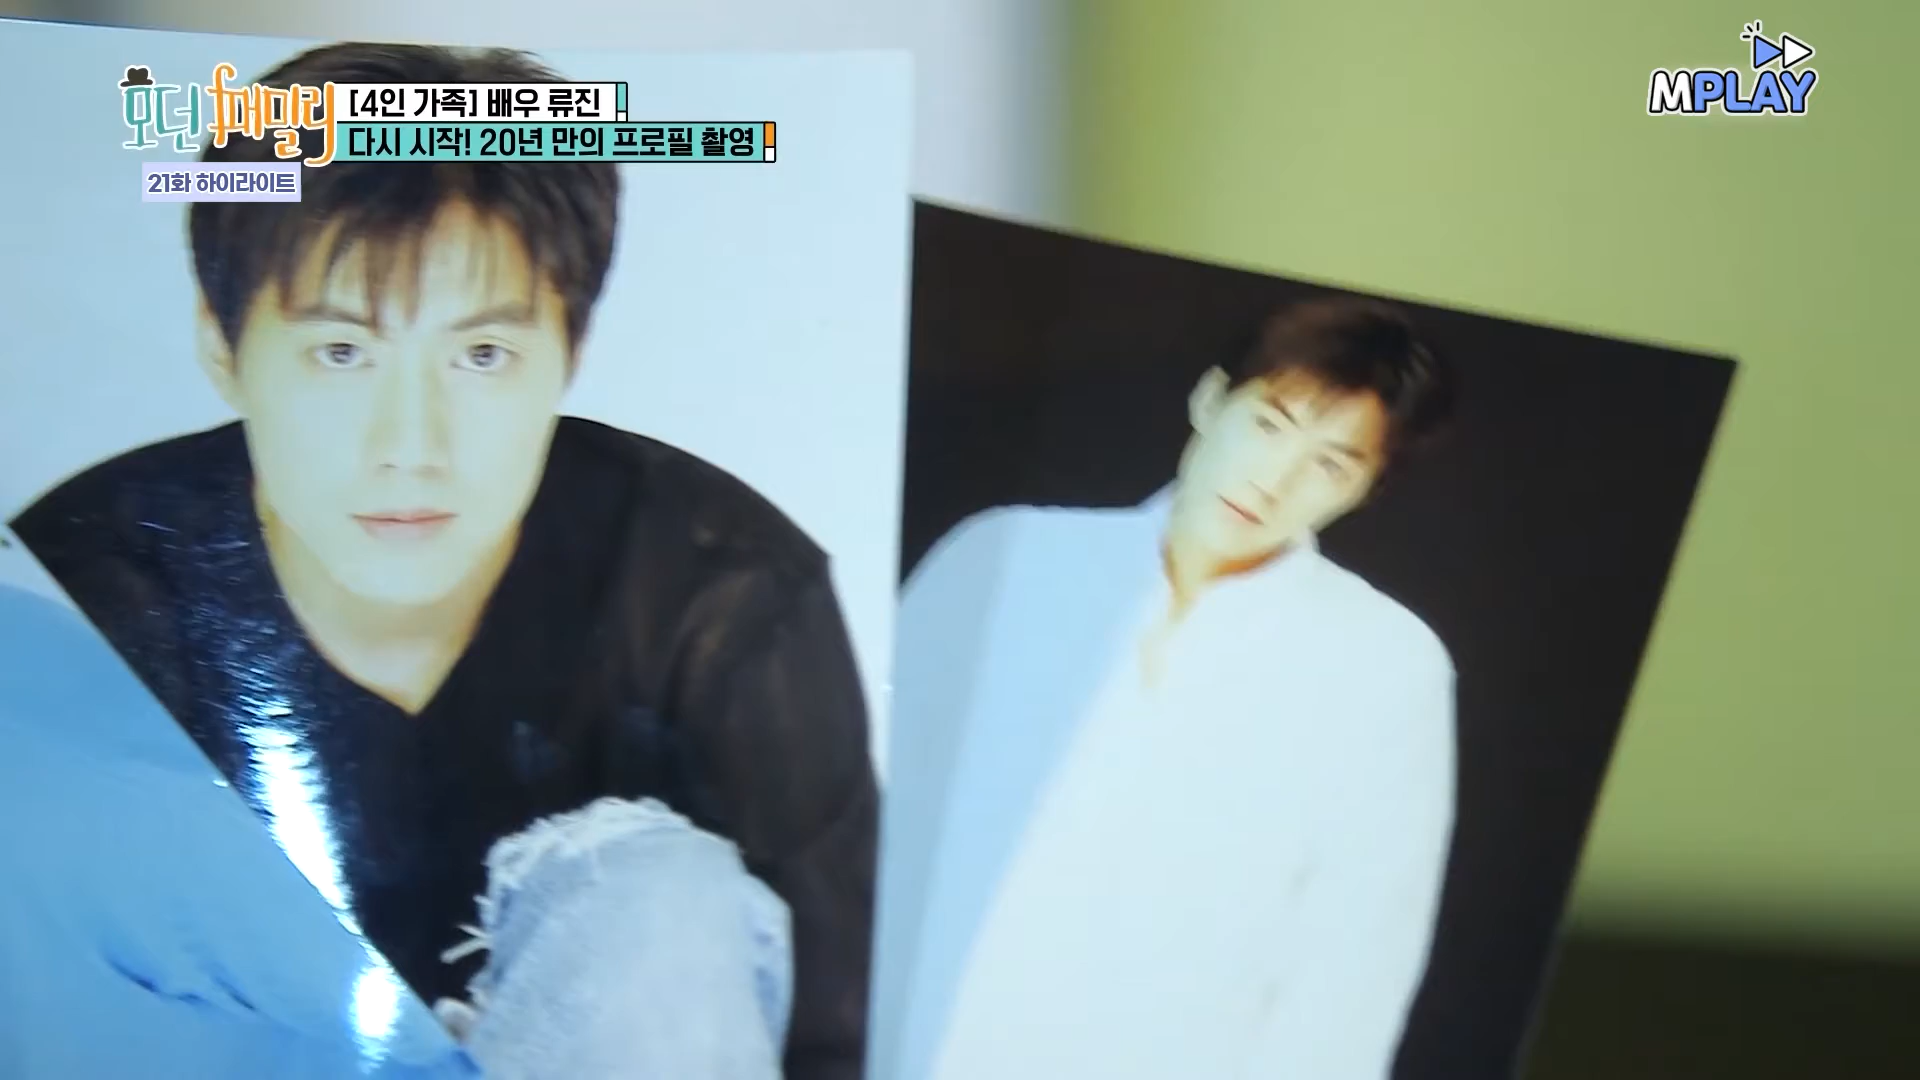 모던 f패밀리
[4인 가족] 배우 류진
다시 시작! 20년 만의 프로필 촬영
21화 하이라이트
MPLAY